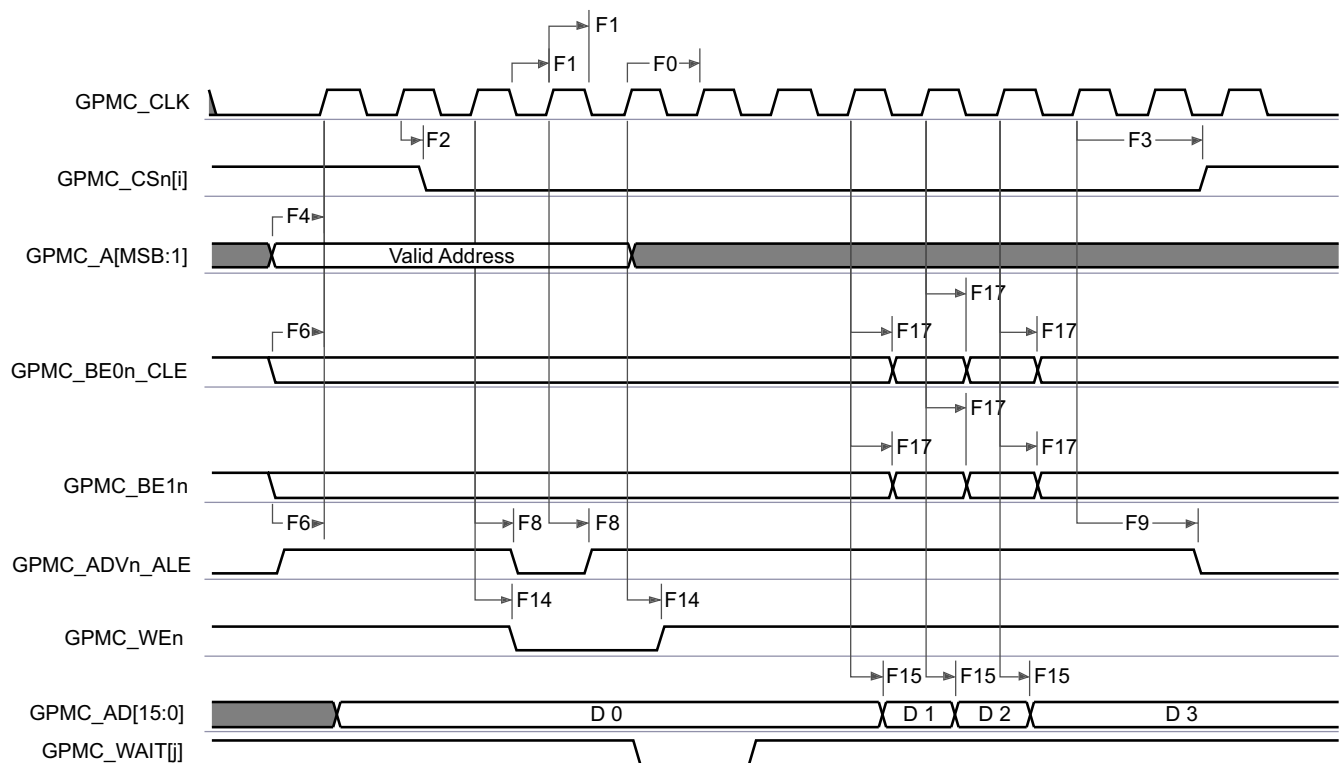 F1
F1
F0
GPMC_CLK
F2
F3
GPMC_CSn[i]
F4
GPMC_A[MSB:1]
Valid Address
F17
F6
F17
F17
GPMC_BE0n_CLE
F17
F17
F17
GPMC_BE1n
F6
F8
F8
F9
GPMC_ADVn_ALE
F14
F14
GPMC_WEn
F15
F15
F15
GPMC_AD[15:0]
D 0
D 1
D 2
D 3
GPMC_WAIT[j]